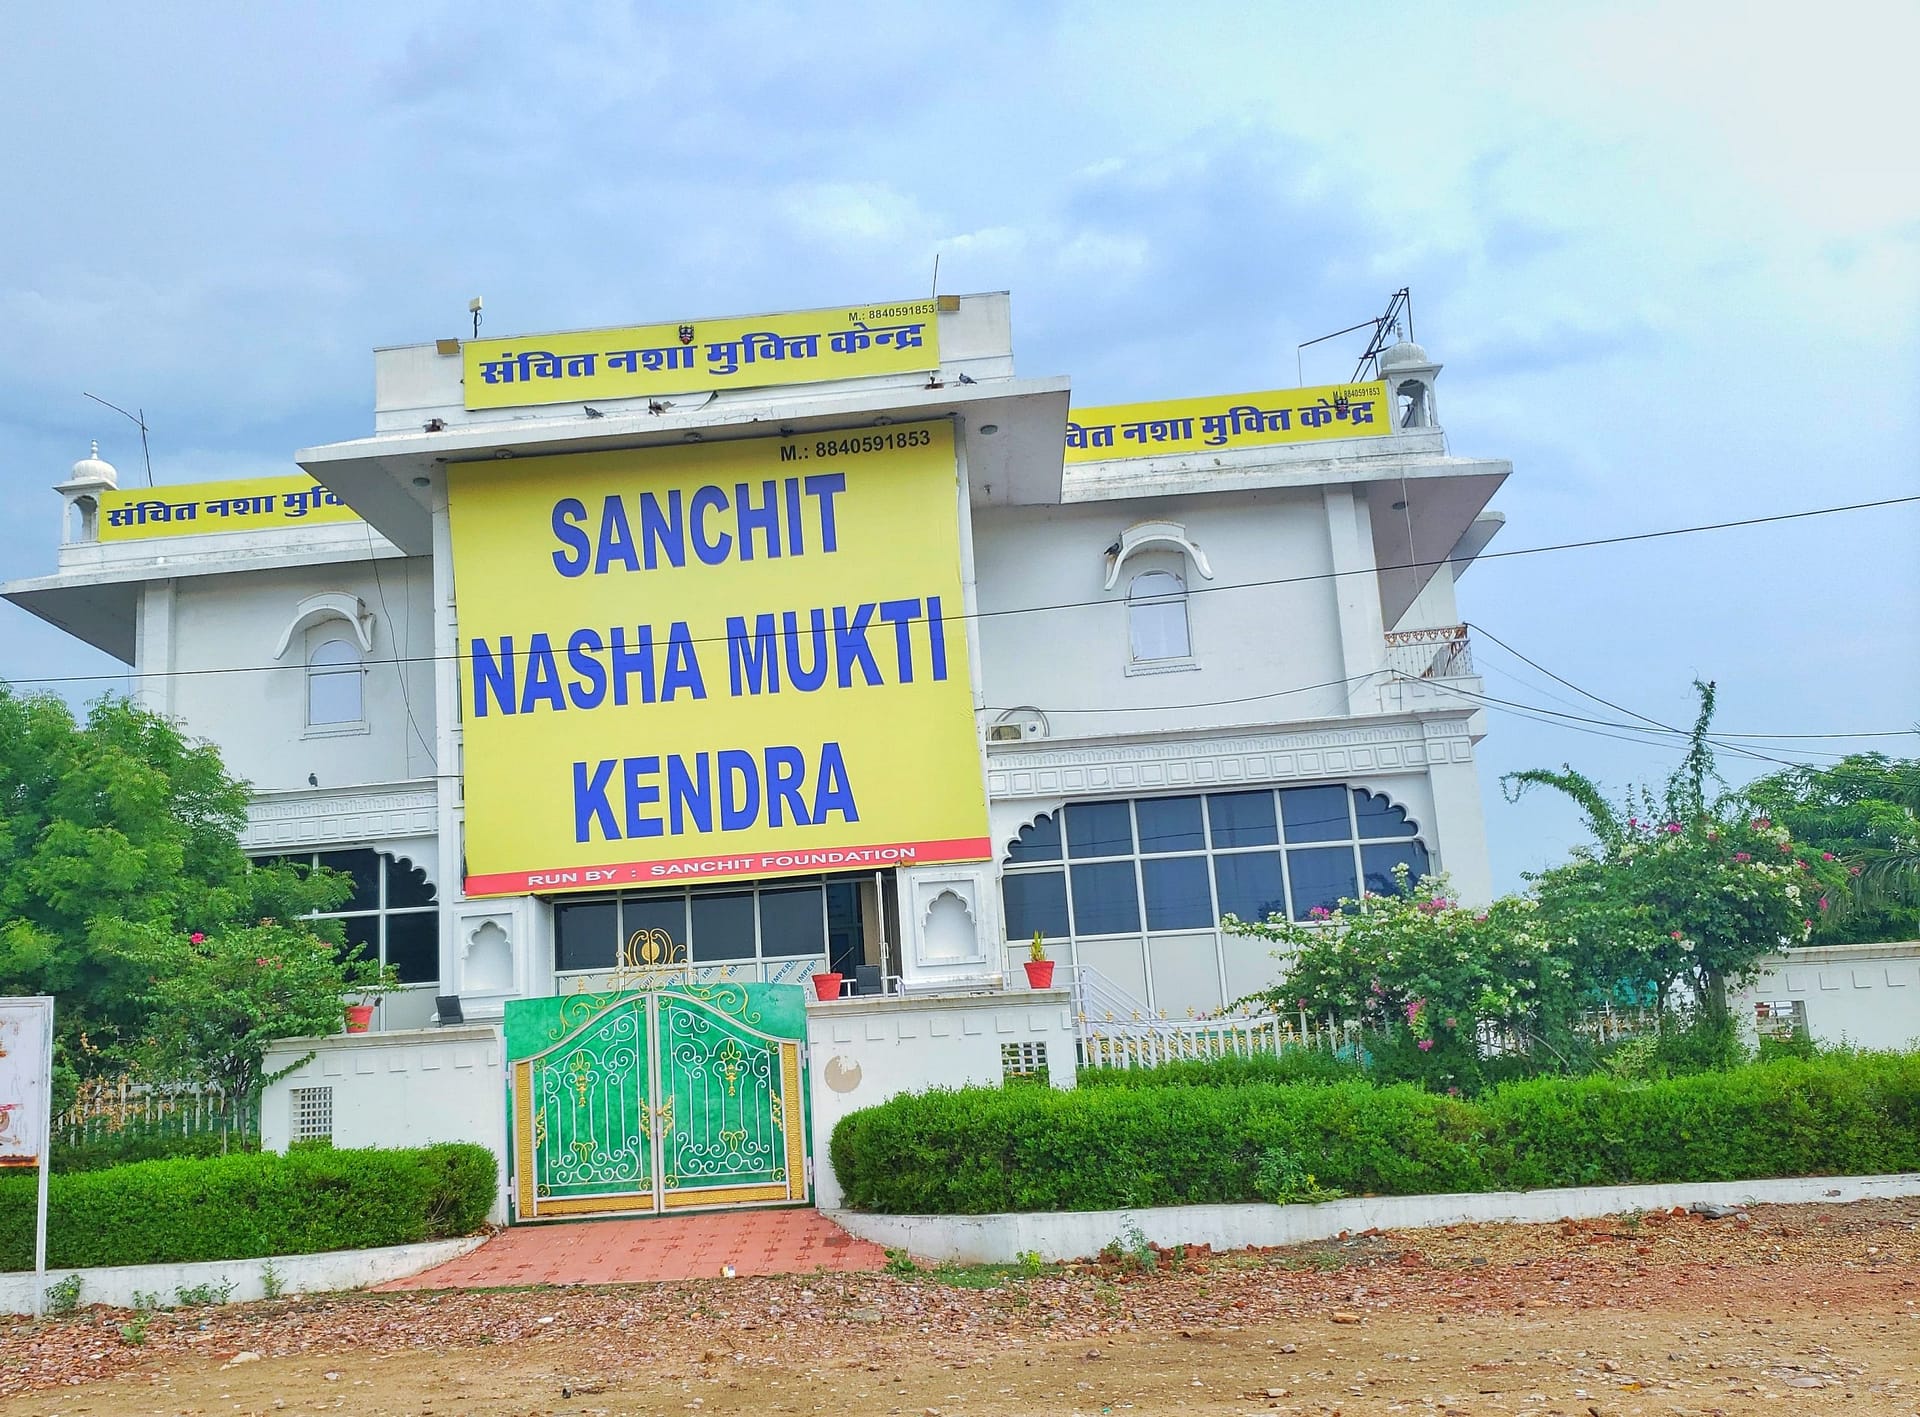 M.: 8840591853
संचित नशा मुक्ति केन्द्र
M.: 8840591853
चित नशा मुक्ति केन्द्र
संचित नशा मुक्ति
M.: 8840591853
SANCHIT
NASHA MUKTI
KENDRA
RUN BY : SANCHIT FOUNDATION